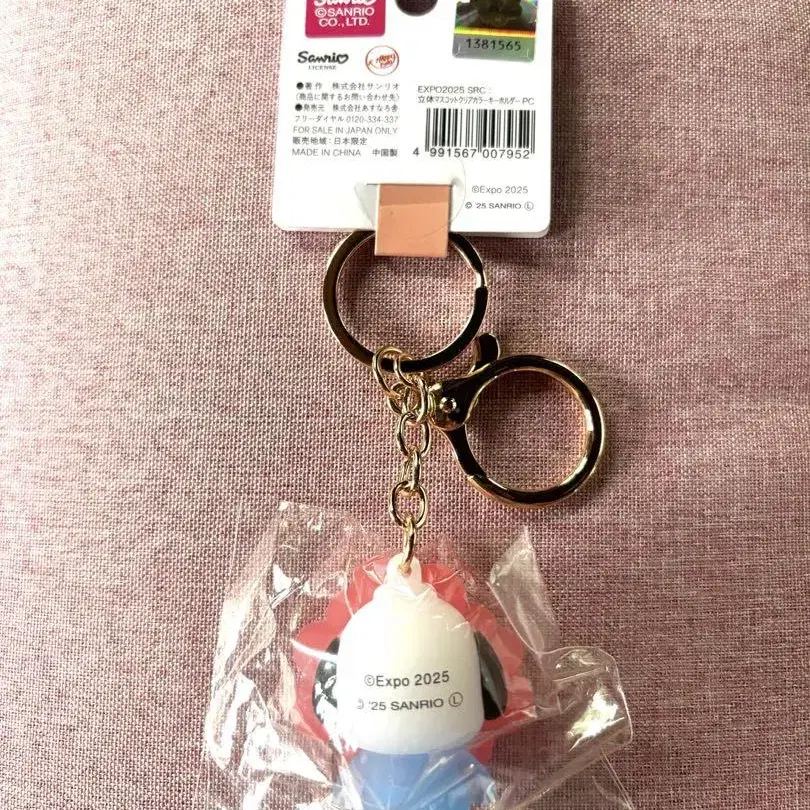 Sanrio
©SANRIO
CO., LTD.
1381565
Sanrio
LICENSE
●著作 株式会社サンリオ
(商品に関するお問い合わせ先)
●発売元 株式会社あすなろ舎
フリーダイヤル 0120-334-337
FOR SALE IN JAPAN ONLY
販売地域:日本限定
MADE IN CHINA 中国製
EXPO2025 SRC:
立体マスコットクリアカラーキーホルダー PC
4 991567 007952
©Expo 2025
© '25 SANRIO Ⓛ
©Expo 2025
'25 SANRIO Ⓛ